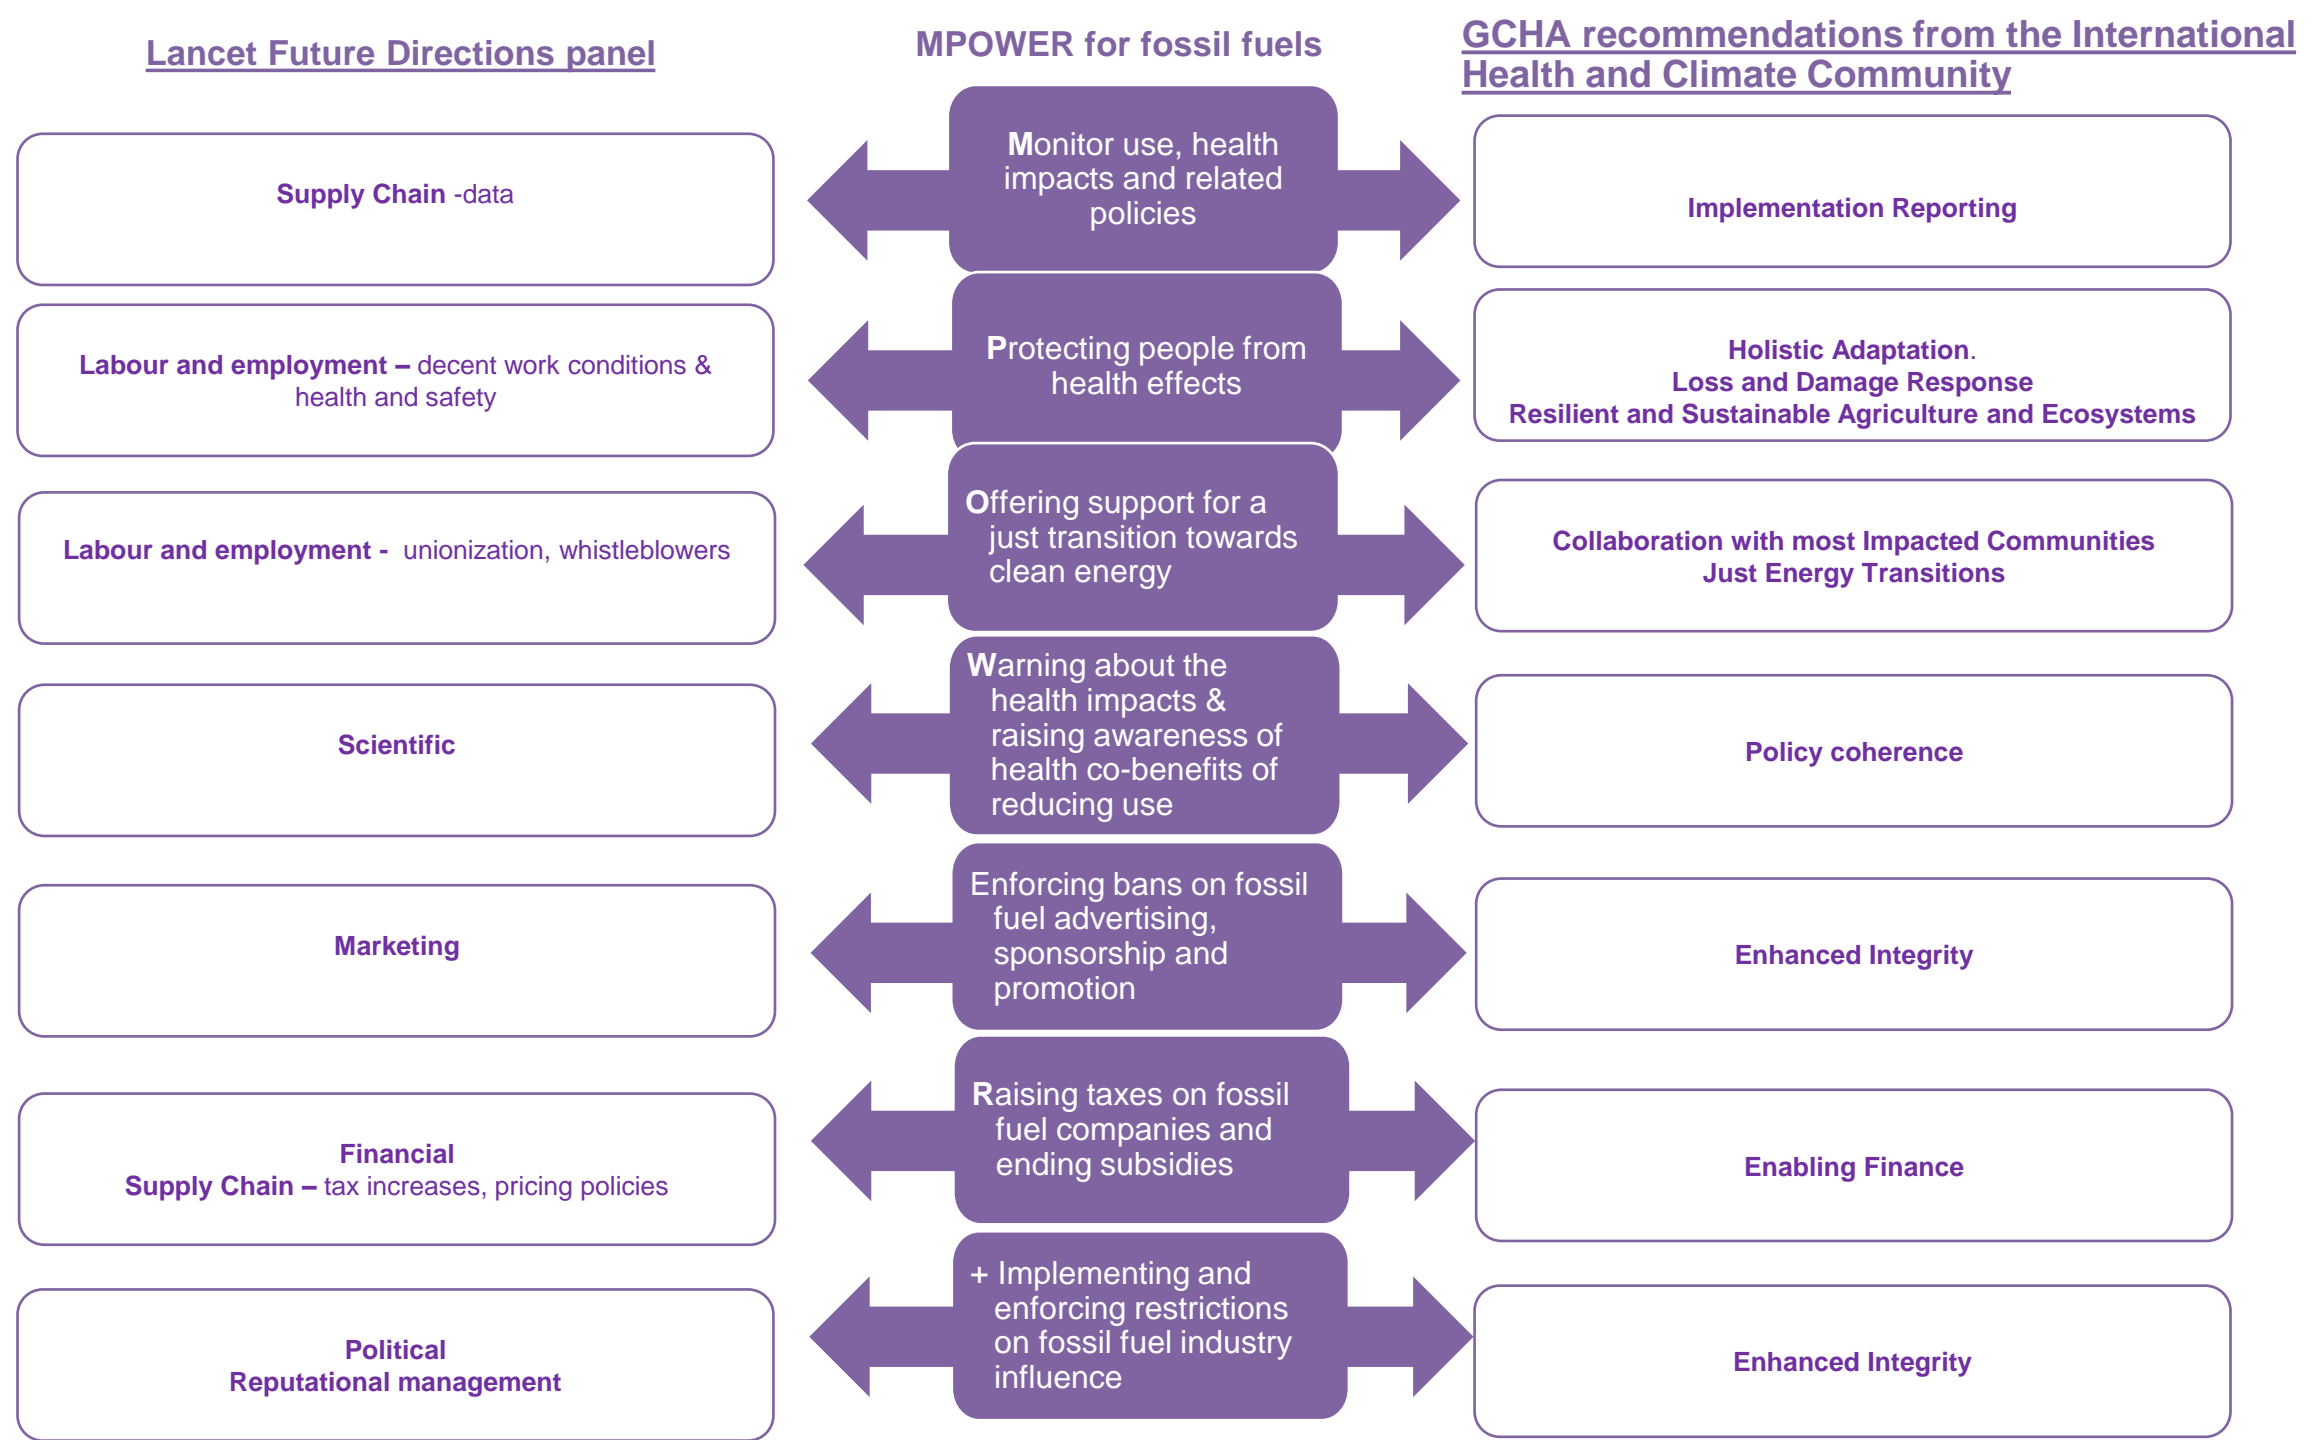 Lancet Future Directions panel
MPOWER for fossil fuels
GCHA recommendations from the International
Health and Climate Community
Supply Chain -data
Monitor use, health
impacts and related
policies
Implementation Reporting
Labour and employment – decent work conditions &
health and safety
Protecting people from
health effects
Holistic Adaptation.
Loss and Damage Response
Resilient and Sustainable Agriculture and Ecosystems
Labour and employment - unionization, whistleblowers
Offering support for a
just transition towards
clean energy
Collaboration with most Impacted Communities
Just Energy Transitions
Scientific
Warning about the
health impacts &
raising awareness of
health co-benefits of
reducing use
Policy coherence
Marketing
Enforcing bans on fossil
fuel advertising,
sponsorship and
promotion
Enhanced Integrity
Financial
Supply Chain – tax increases, pricing policies
Raising taxes on fossil
fuel companies and
ending subsidies
Enabling Finance
Political
Reputational management
+ Implementing and
enforcing restrictions
on fossil fuel industry
influence
Enhanced Integrity